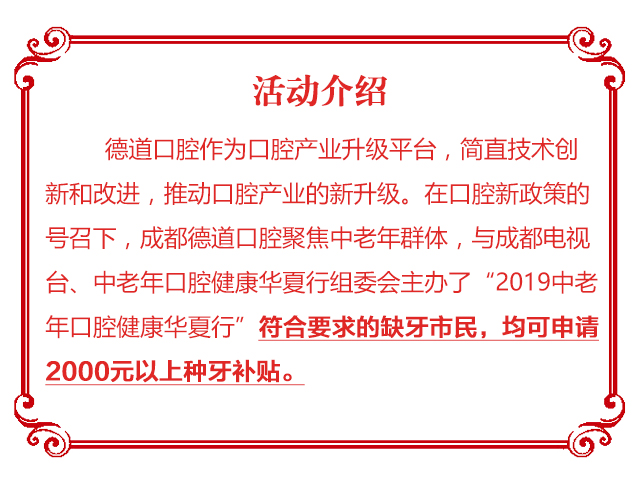 活动介绍
德道口腔作为口腔产业升级平台，简直技术创
新和改进，推动口腔产业的新升级。在口腔新政策的
号召下，成都德道口腔聚焦中老年群体，与成都电视
台、中老年口腔健康华夏行组委会主办了“2019中老
年口腔健康华夏行”符合要求的缺牙市民，均可申请
2000元以上种牙补贴。